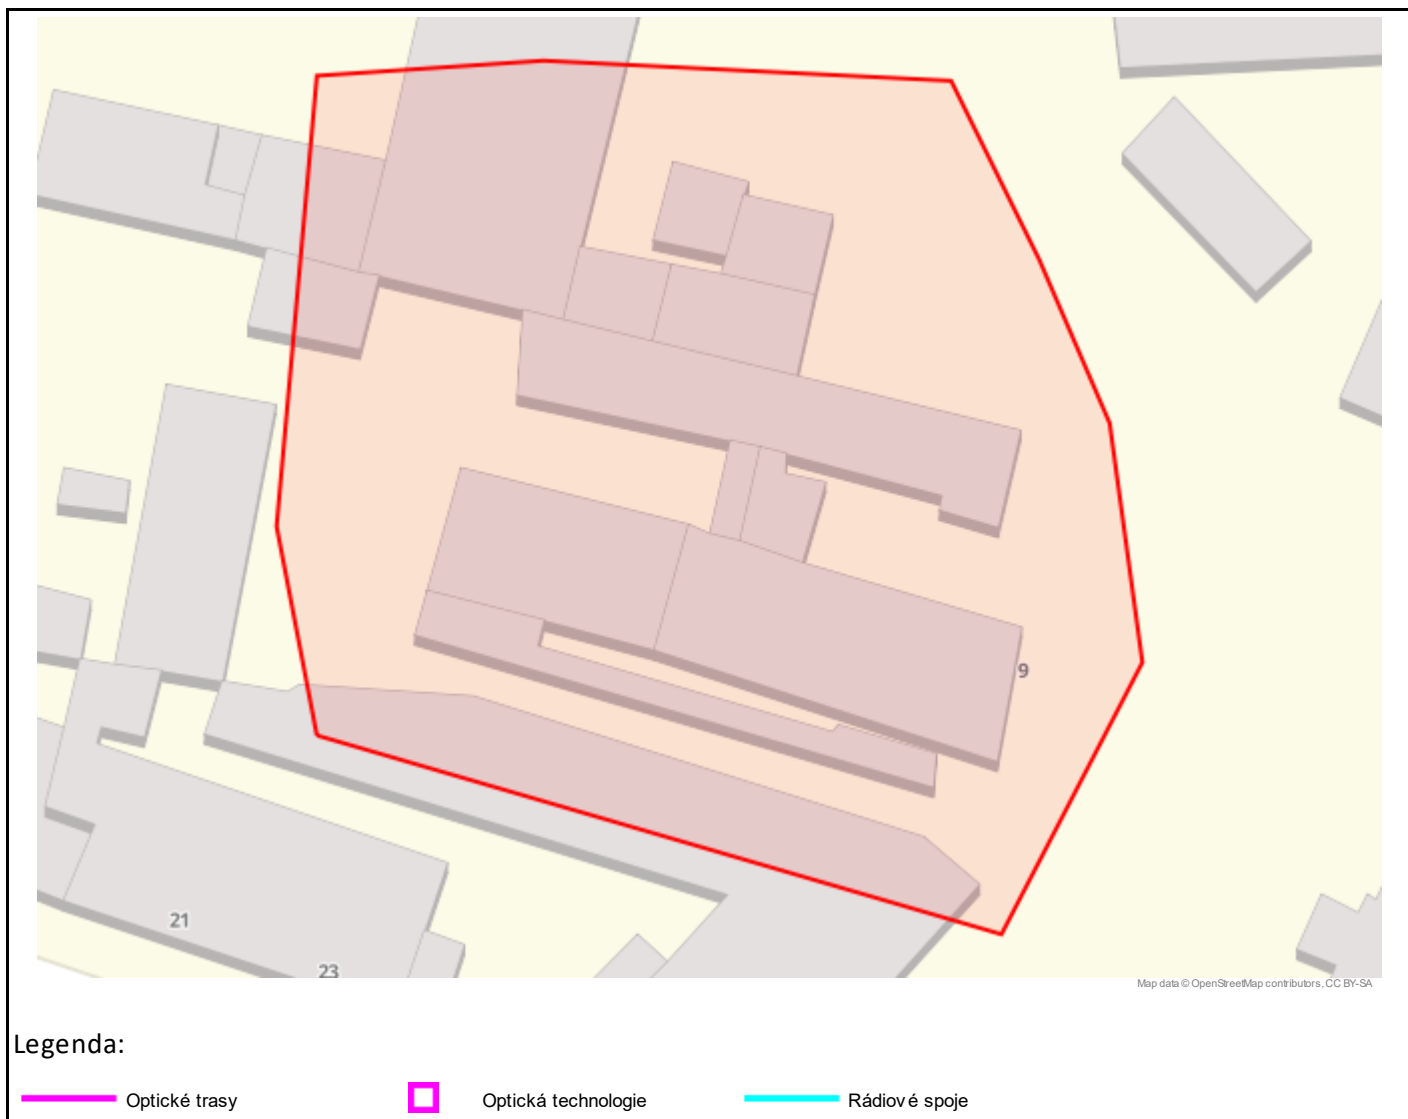 9
21
23
Map data © OpenStreetMap contributors, CC BY-SA
Legenda:
Optické trasy Optická technologie Rádiové spoje